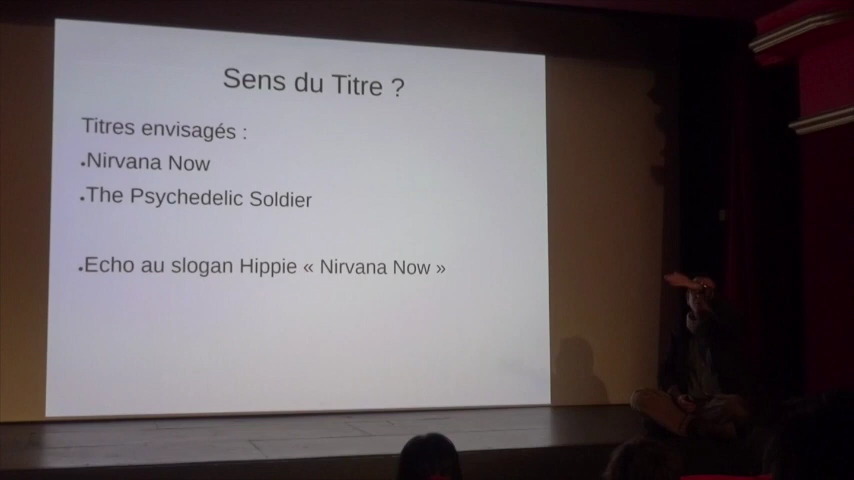 Sens du Titre ?
Titres envisagés :
•Nirvana Now
•The Psychedelic Soldier
•Echo au slogan Hippie « Nirvana Now »